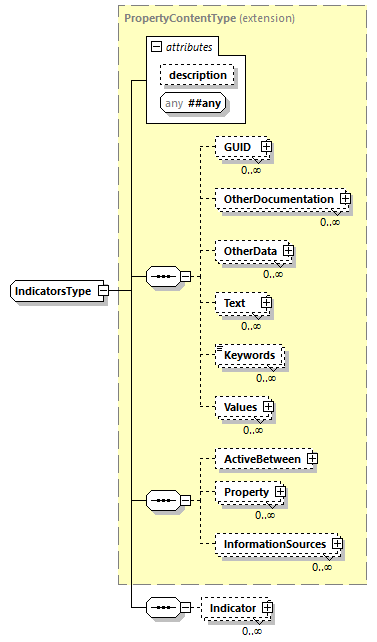 PropertyContentType (extension)
attributes
description
any ##any
GUID
0..∞
OtherDocumentation
0..∞
OtherData
0..∞
IndicatorsType
Text
0..∞
Keywords
0..∞
Values
0..∞
ActiveBetween
Property
0..∞
InformationSources
0..∞
Indicator
0..∞